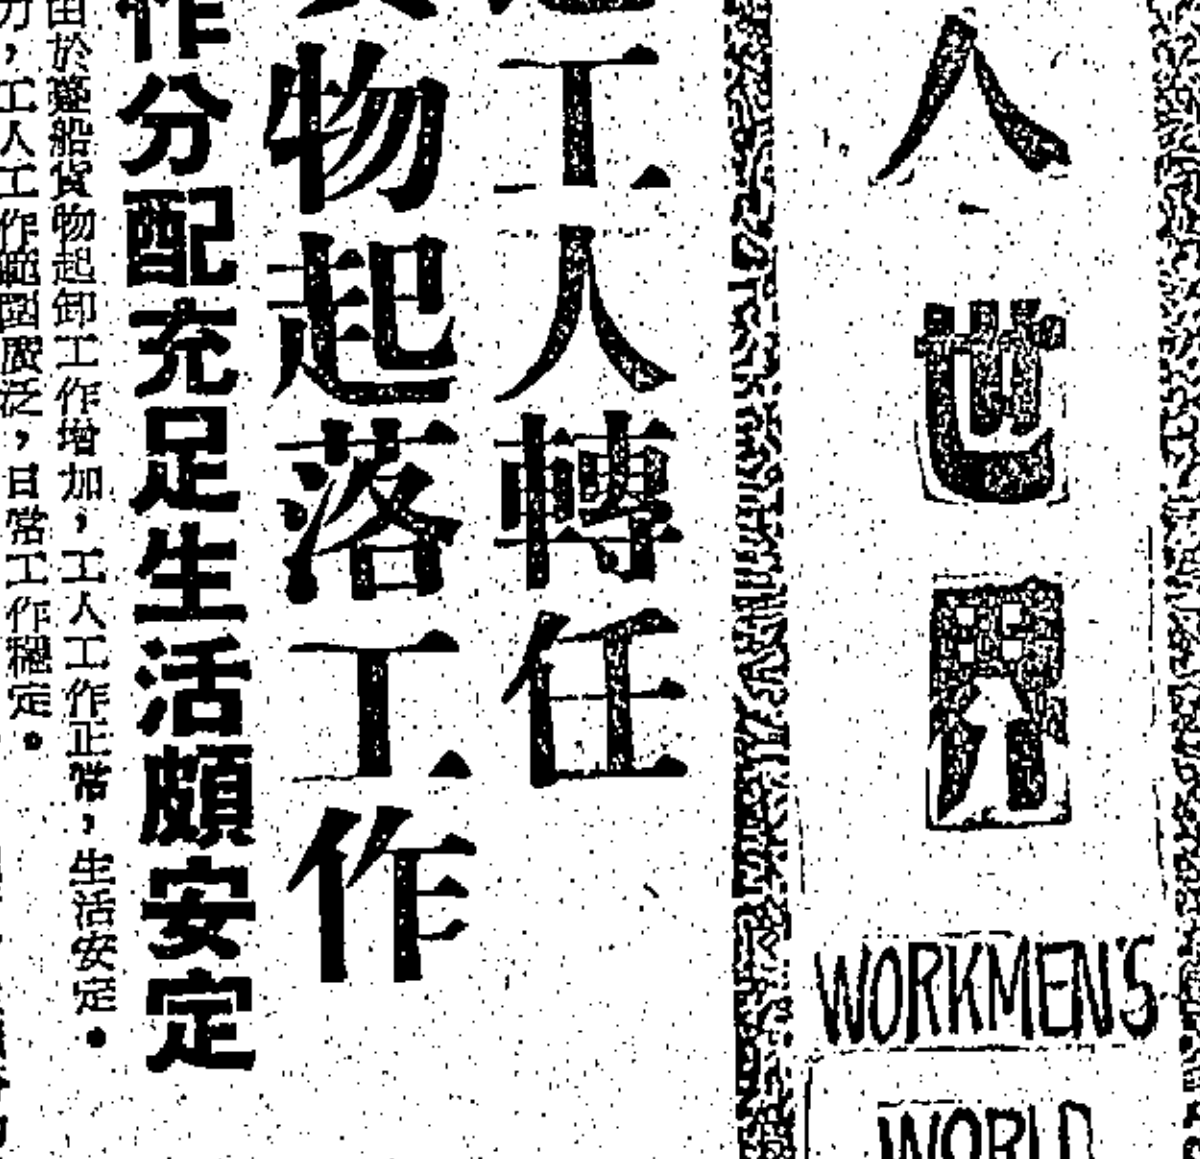 人世界
WORKMEN'S
WORLD
工人轉任
物起落工作
作分配充足生活頗安定
由於躉船貨物起卸工作增加，工人工作正常，生活安定。
力，工人工作範圍廣泛，日常工作穩定。